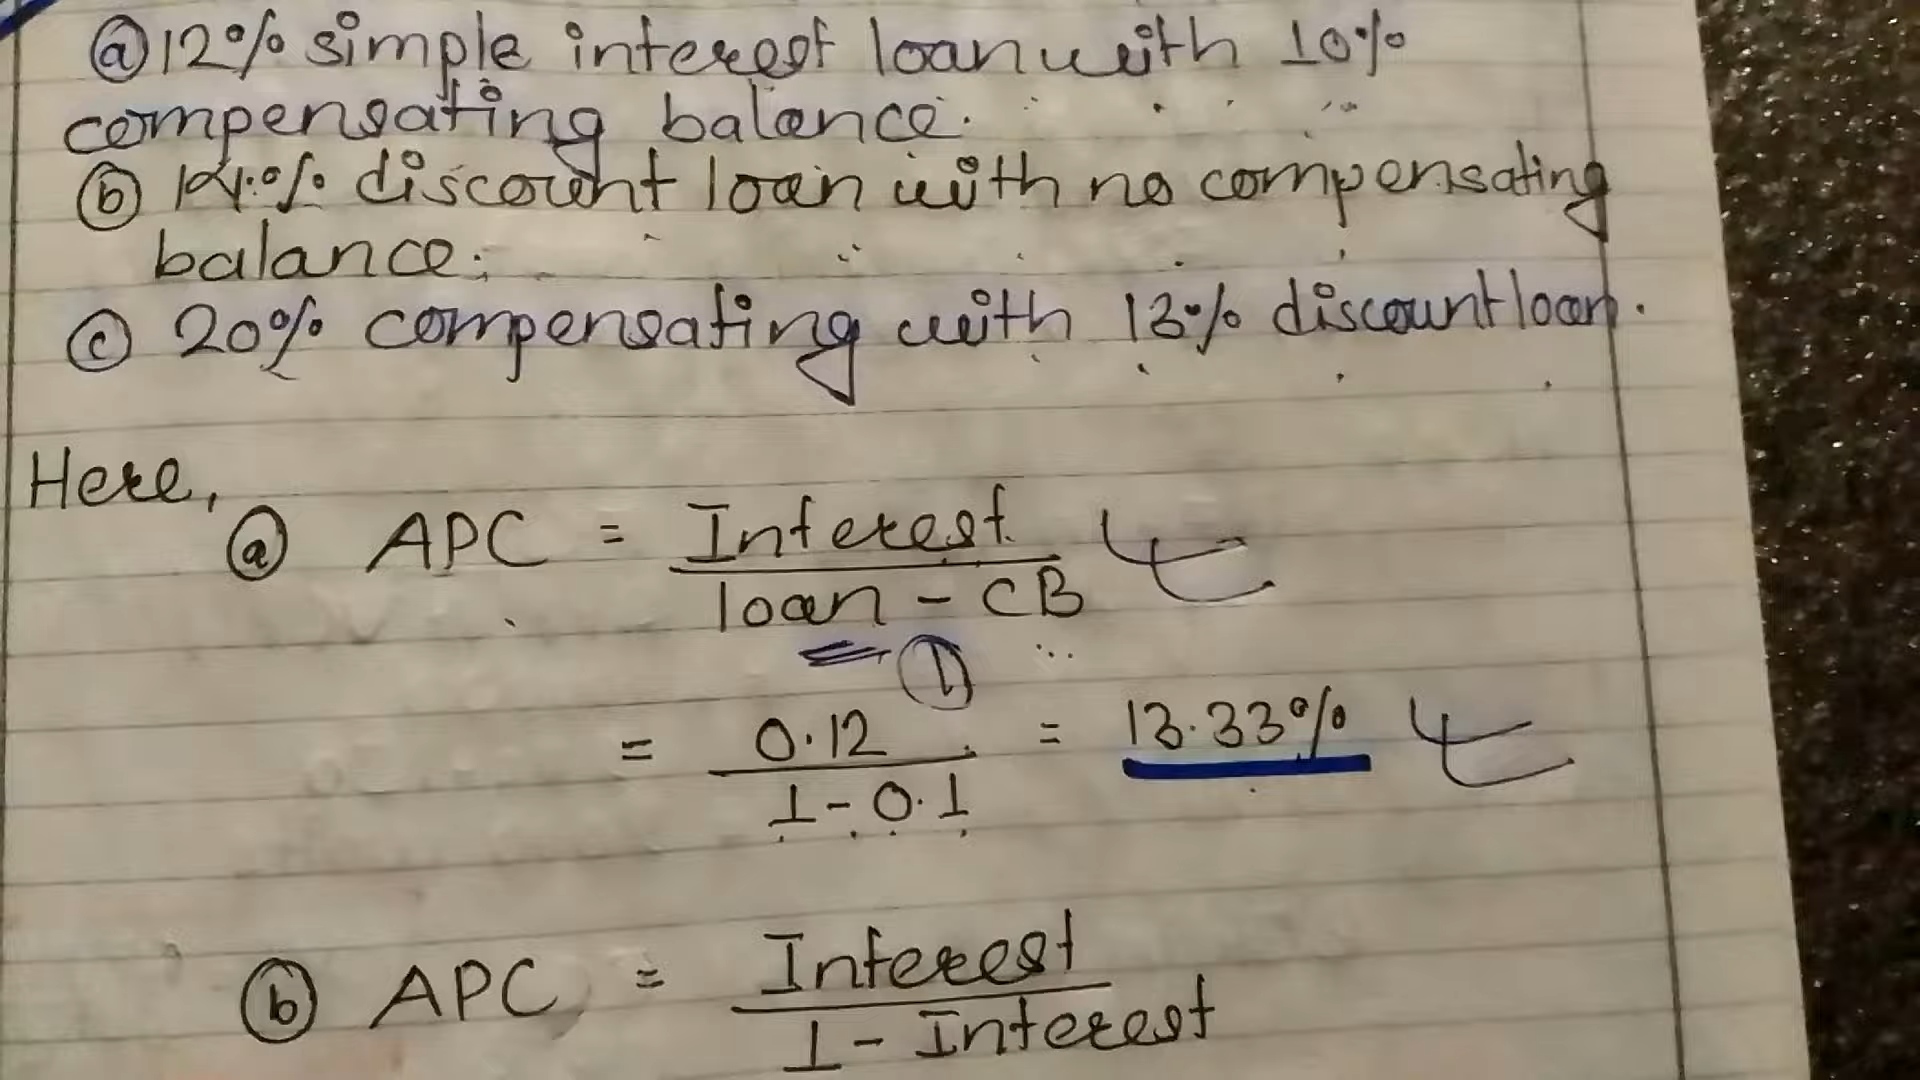 ⓐ 12% simple interest loan with 10%
compensating balance.
ⓑ 14% discount loan with no compensating
balance.
ⓒ 20% compensating with 13% discount loan.
Here,
ⓐ APC = Interest / loan - CB
①
= 0.12 / 1 - 0.1 = 13.33%
ⓑ APC = Interest / 1 - Interest